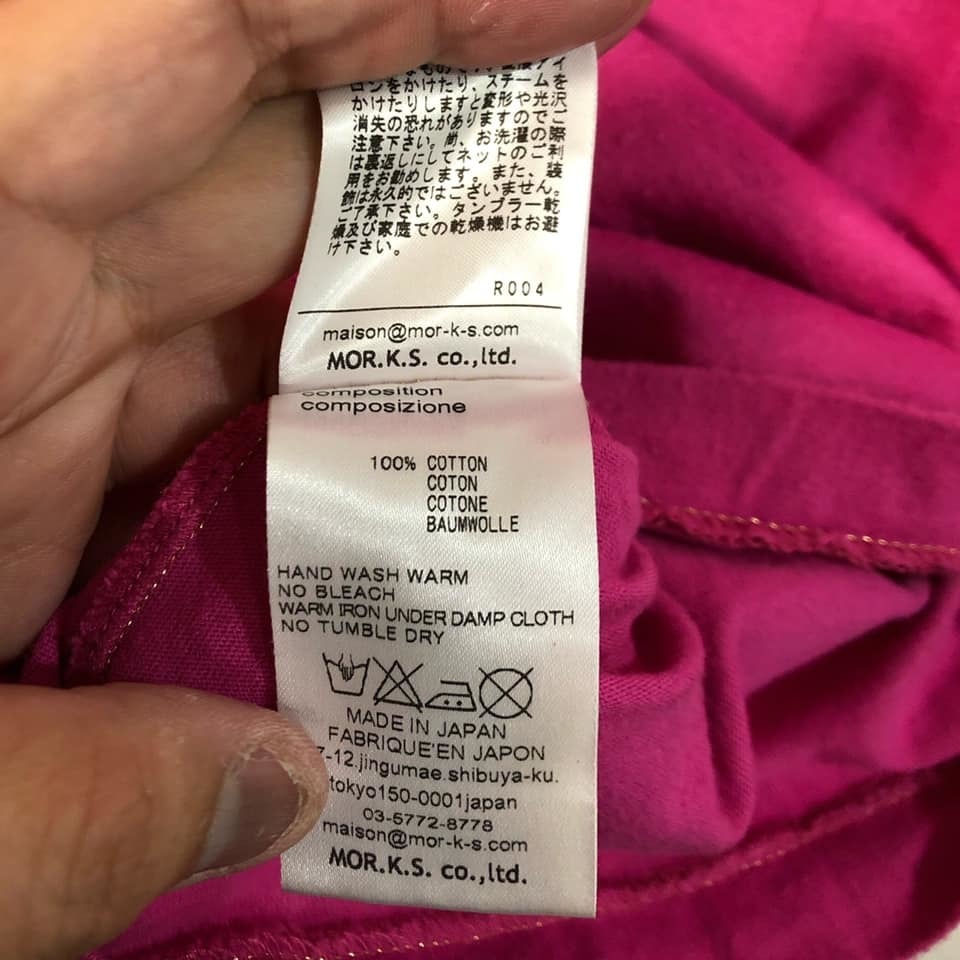 ロンをかけたり、スチームを
かけたりしますと変形や光沢
消失の恐れがありますのでご
注意下さい。尚、お洗濯の際
は裏返しにしてネットのご利
用をお勧めします。また、装
飾は永久的ではございません。
ご了承下さい。タンブラー乾
燥及び家庭での乾燥機はお避
け下さい。
R004
maison@mor-k-s.com
MOR.K.S. co.,ltd.
composition
composizione
100% COTTON
COTON
COTONE
BAUMWOLLE
HAND WASH WARM
NO BLEACH
WARM IRON UNDER DAMP CLOTH
NO TUMBLE DRY
MADE IN JAPAN
FABRIQUE'EN JAPON
7-12.jingumae.shibuya-ku.
tokyo150-0001japan
03-5772-8778
maison@mor-k-s.com
MOR.K.S. co.,ltd.